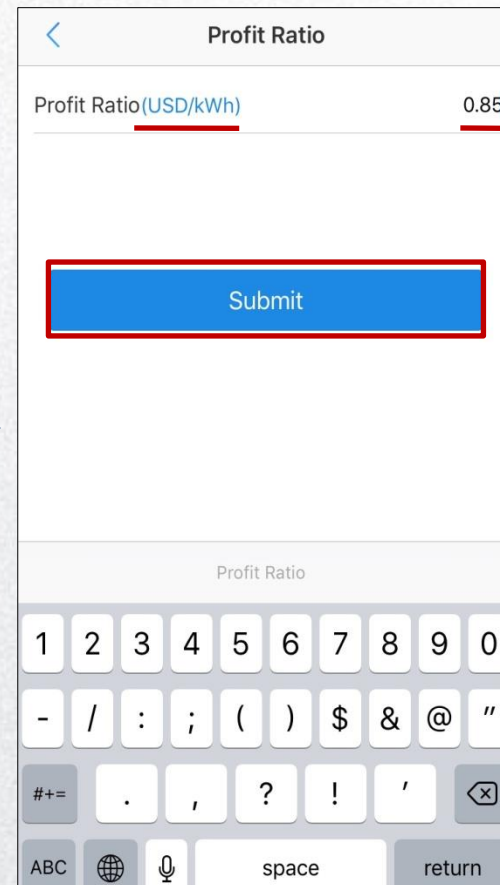 Profit Ratio
Profit Ratio(USD/kWh) 0.85
Submit
Profit Ratio
1 2 3 4 5 6 7 8 9 0
- / : ; ( ) $ & @ "
#+= . , ? ! '
ABC space return